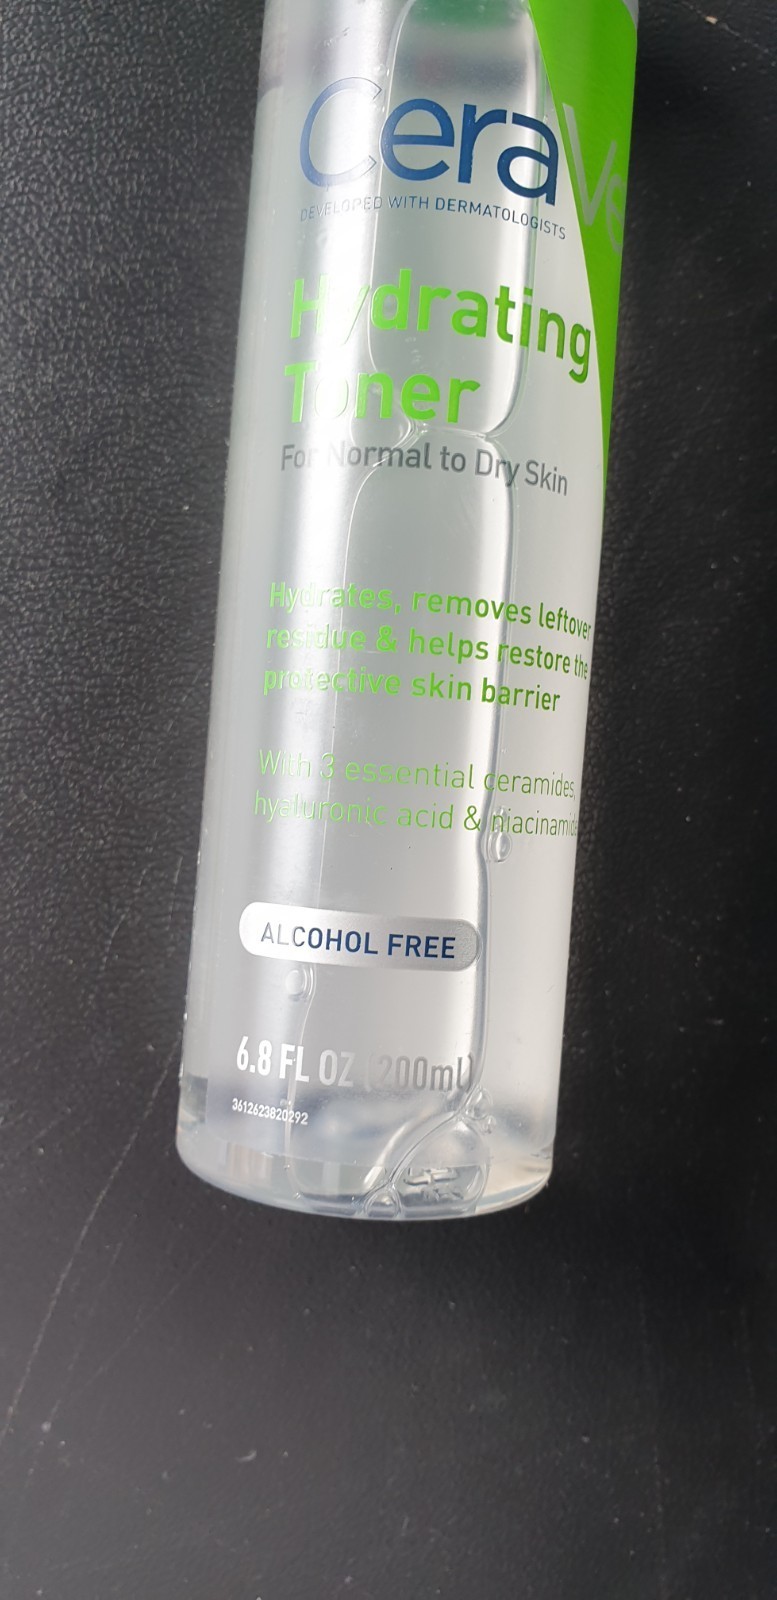 CeraVe
DEVELOPED WITH DERMATOLOGISTS
Hydrating
Toner
For Normal to Dry Skin
Hydrates, removes leftover
residue & helps restore the
protective skin barrier
With 3 essential ceramides,
hyaluronic acid & niacinamide
ALCOHOL FREE
6.8 FL OZ (200ml)
3612623820292